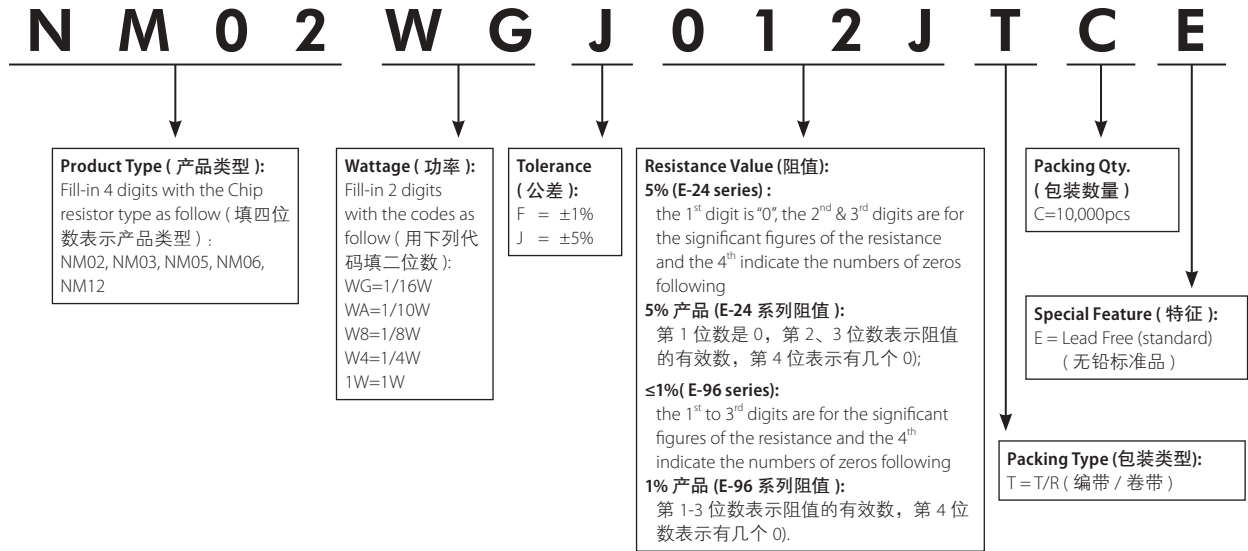 N M 0 2 W G J 0 1 2 J T C E
Product Type ( 产品类型 ):
Fill-in 4 digits with the Chip
resistor type as follow ( 填四位
数表示产品类型 ) :
NM02, NM03, NM05, NM06,
NM12
Wattage ( 功率 ):
Fill-in 2 digits
with the codes as
follow ( 用下列代
码填二位数 ):
WG=1/16W
WA=1/10W
W8=1/8W
W4=1/4W
1W=1W
Tolerance
( 公差 ):
F = ±1%
J = ±5%
Resistance Value (阻值):
5% (E-24 series) :
the 1st digit is "0", the 2nd & 3rd digits are for
the significant figures of the resistance
and the 4th indicate the numbers of zeros
following
5% 产品 (E-24 系列阻值 ):
第 1 位数是 0，第 2、3 位数表示阻值
的有效数，第 4 位表示有几个 0);
≤1%( E-96 series):
the 1st to 3rd digits are for the significant
figures of the resistance and the 4th
indicate the numbers of zeros following
1% 产品 (E-96 系列阻值 ):
第 1-3 位数表示阻值的有效数，第 4 位
数表示有几个 0).
Packing Qty.
( 包装数量 )
C=10,000pcs
Special Feature ( 特征 ):
E = Lead Free (standard)
( 无铅标准品 )
Packing Type (包装类型):
T = T/R ( 编带 / 卷带 )